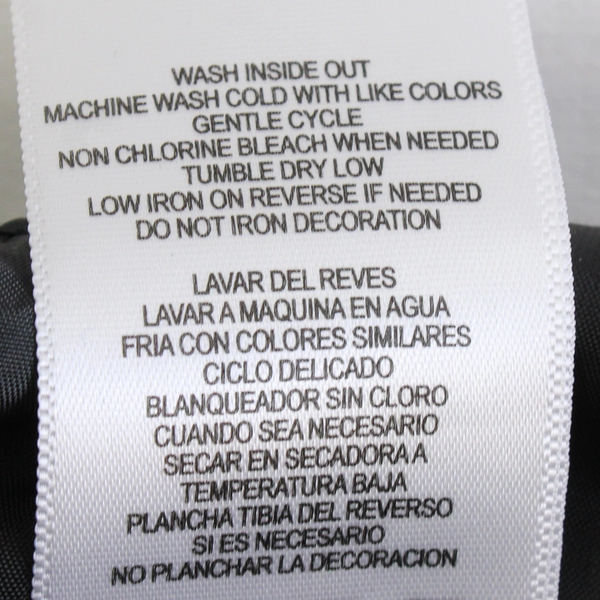 WASH INSIDE OUT
MACHINE WASH COLD WITH LIKE COLORS
GENTLE CYCLE
NON CHLORINE BLEACH WHEN NEEDED
TUMBLE DRY LOW
LOW IRON ON REVERSE IF NEEDED
DO NOT IRON DECORATION
LAVAR DEL REVES
LAVAR A MAQUINA EN AGUA
FRIA CON COLORES SIMILARES
CICLO DELICADO
BLANQUEADOR SIN CLORO
CUANDO SEA NECESARIO
SECAR EN SECADORA A
TEMPERATURA BAJA
PLANCHA TIBIA DEL REVERSO
SI ES NECESARIO
NO PLANCHAR LA DECORACION